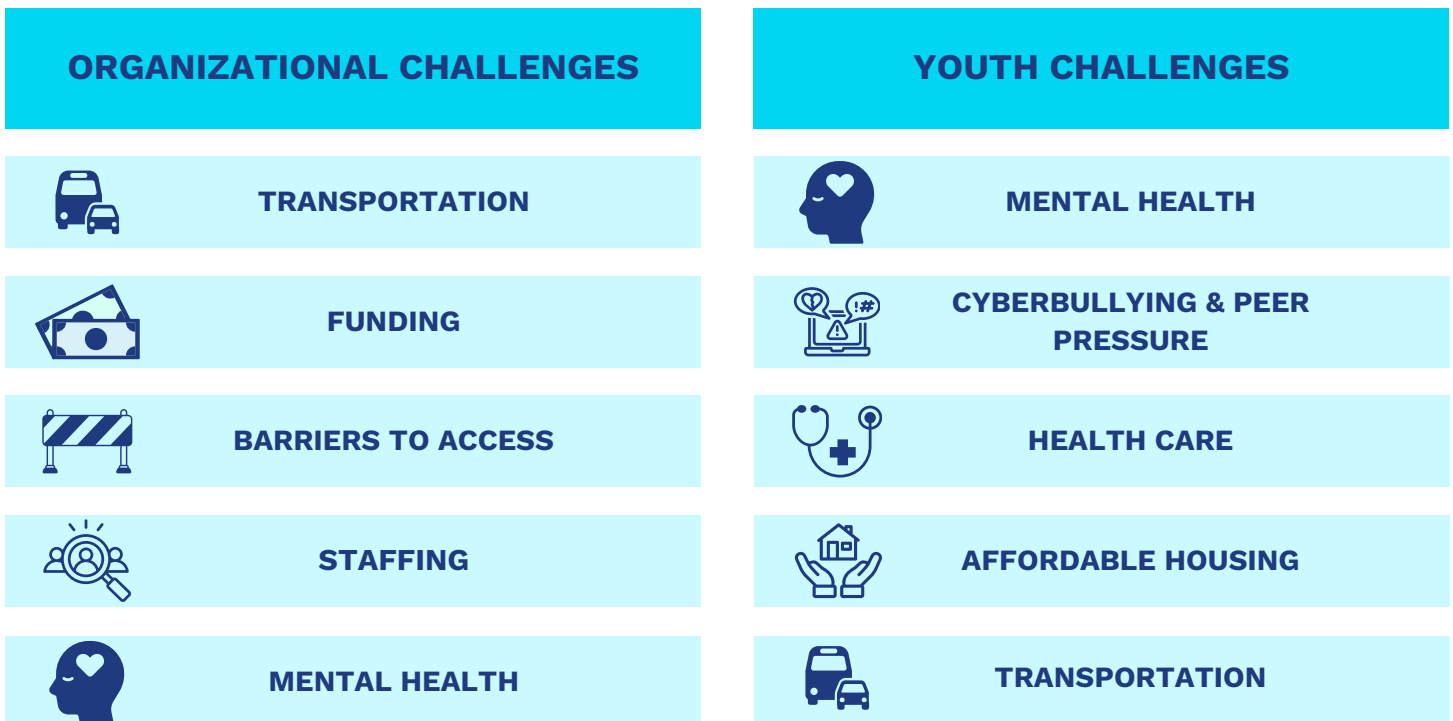 ORGANIZATIONAL CHALLENGES
TRANSPORTATION
FUNDING
BARRIERS TO ACCESS
STAFFING
MENTAL HEALTH
YOUTH CHALLENGES
MENTAL HEALTH
CYBERBULLYING & PEER
PRESSURE
HEALTH CARE
AFFORDABLE HOUSING
TRANSPORTATION